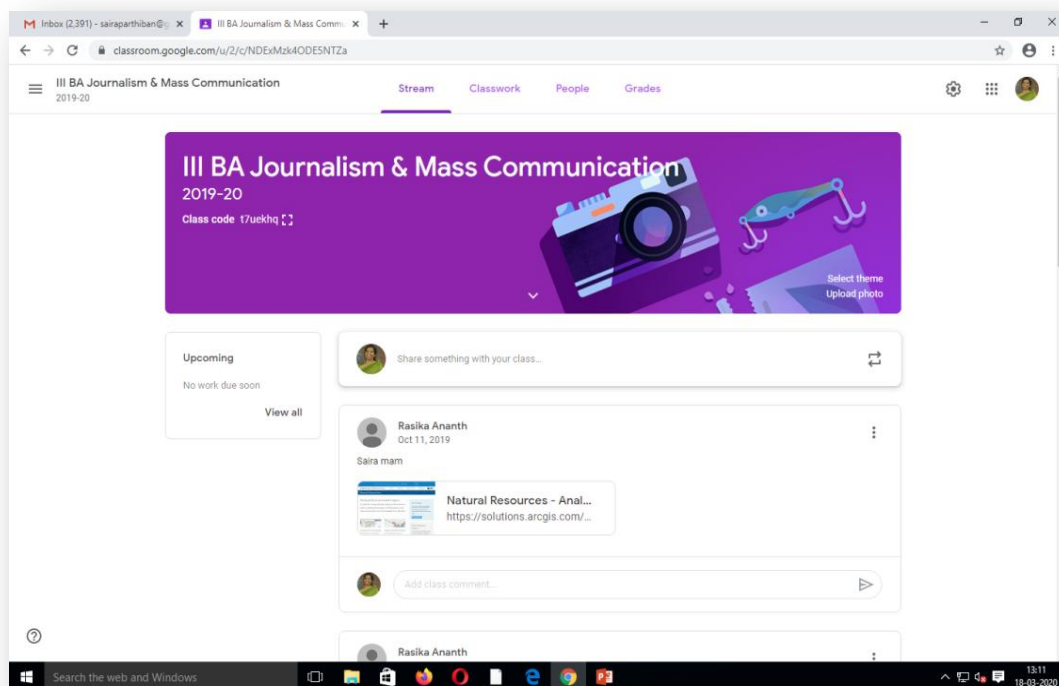 Inbox (2,391) - sairaparthiban@g
III BA Journalism & Mass Comm
classroom.google.com/u/2/c/NDExMzk4ODE5NTZa
III BA Journalism & Mass Communication
2019-20
Stream
Classwork
People
Grades
III BA Journalism & Mass Communication
2019-20
Class code t7uekhq
Select theme
Upload photo
Upcoming
No work due soon
View all
Share something with your class...
Rasika Ananth
Oct 11, 2019
Saira mam
Natural Resources - Anal...
https://solutions.arcgis.com/...
Add class comment...
Rasika Ananth
Search the web and Windows
13:11
18-03-2020